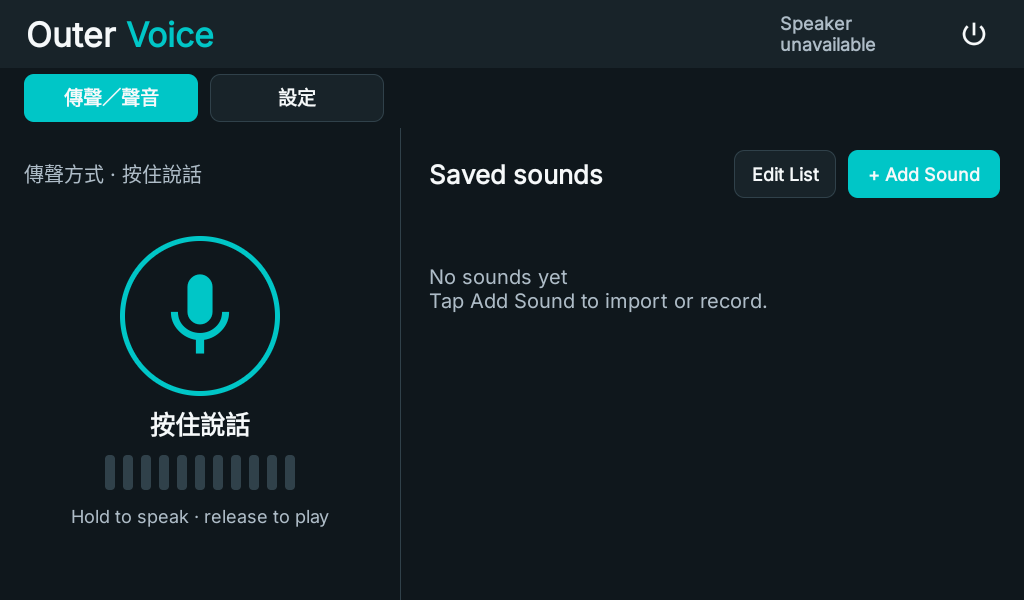 Outer Voice
Speaker
unavailable
傳聲／聲音
設定
傳聲方式 · 按住說話
按住說話
Hold to speak · release to play
Saved sounds
Edit List
+ Add Sound
No sounds yet
Tap Add Sound to import or record.